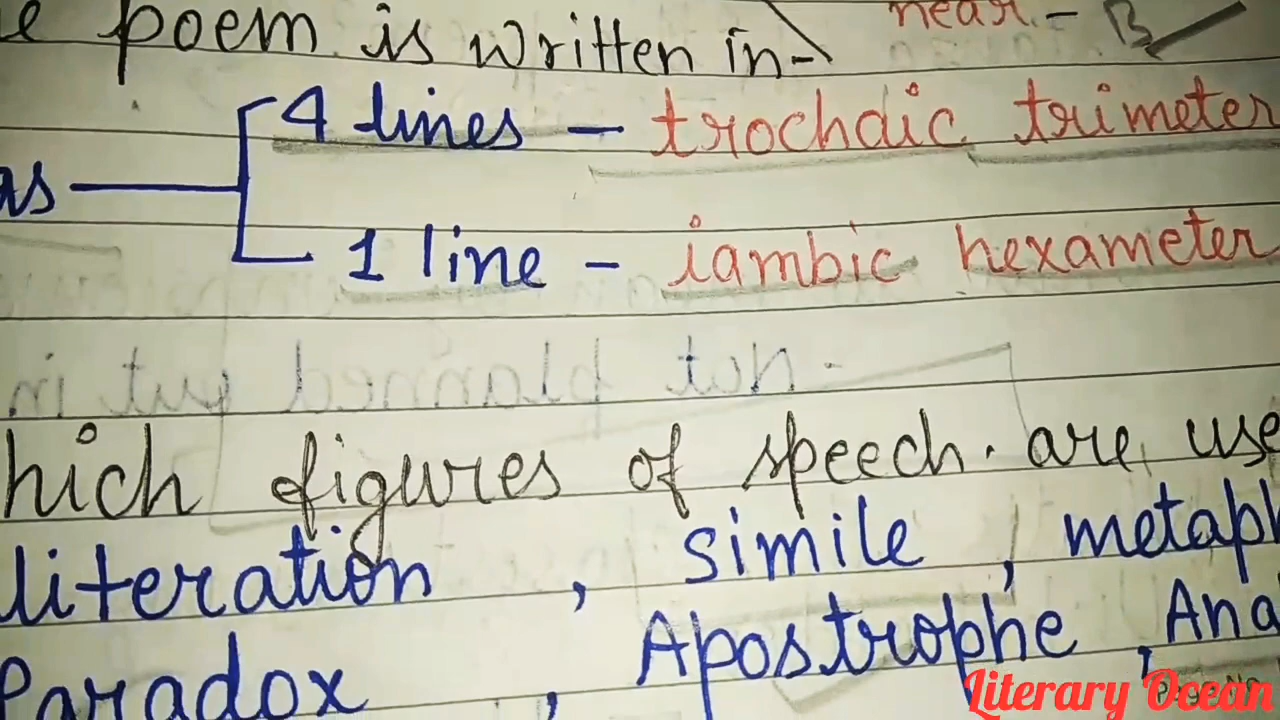 e poem is written in-
near - B
4 lines - trochaic trimeter
as
1 line - iambic hexameter
hich figures of speech. are use
literation , simile , metaph
Paradox , Apostrophe , Ana
Literary Ocean